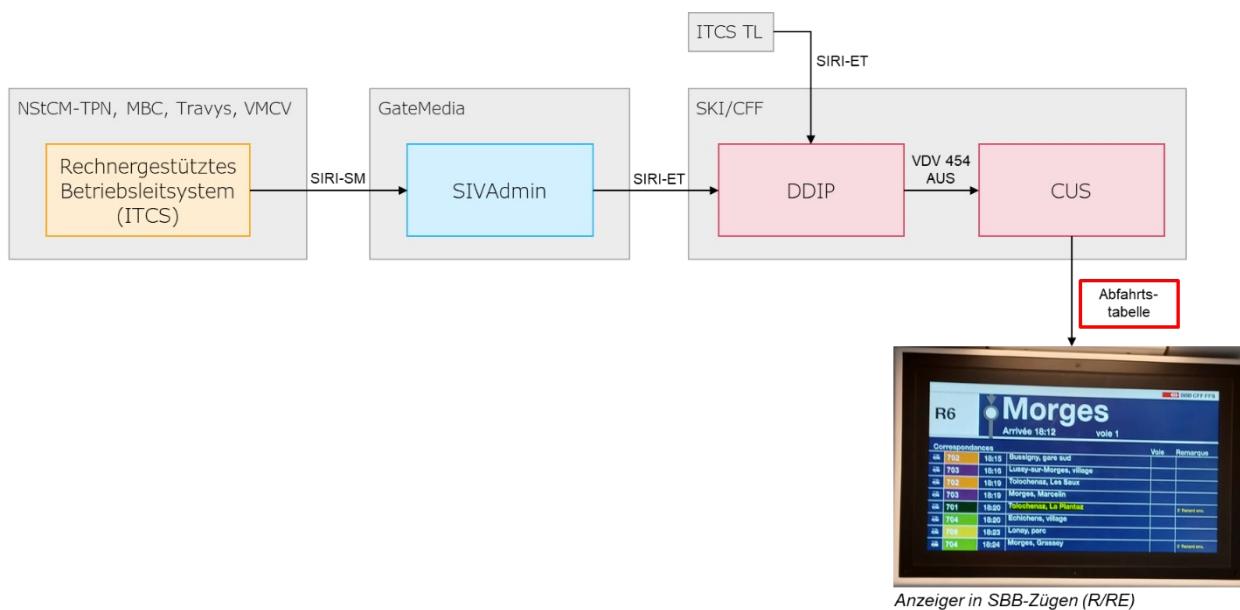 ITCS TL
SIRI-ET
NStCM-TPN, MBC, Travys, VMCV
GateMedia
SKI/CFF
Rechnergestütztes
Betriebsleitsystem
(ITCS)
SIRI-SM
SIVAdmin
SIRI-ET
DDIP
VDV 454
AUS
CUS
Abfahrts-
tabelle
SBB CFF FFS
R6
Morges
Arrivée 18:12 voie 1
Correspondances Voie Remarque
702 18:15 Bussigny, gare sud
703 18:16 Lussy-sur-Morges, village
702 18:19 Tolochenaz, Les Saux
703 18:19 Morges, Marcelin
701 18:20 Tolochenaz, La Plantaz
704 18:20 Echichens, village
18:23 Lonay, parc
704 18:24 Morges, Grassey
Anzeiger in SBB-Zügen (R/RE)